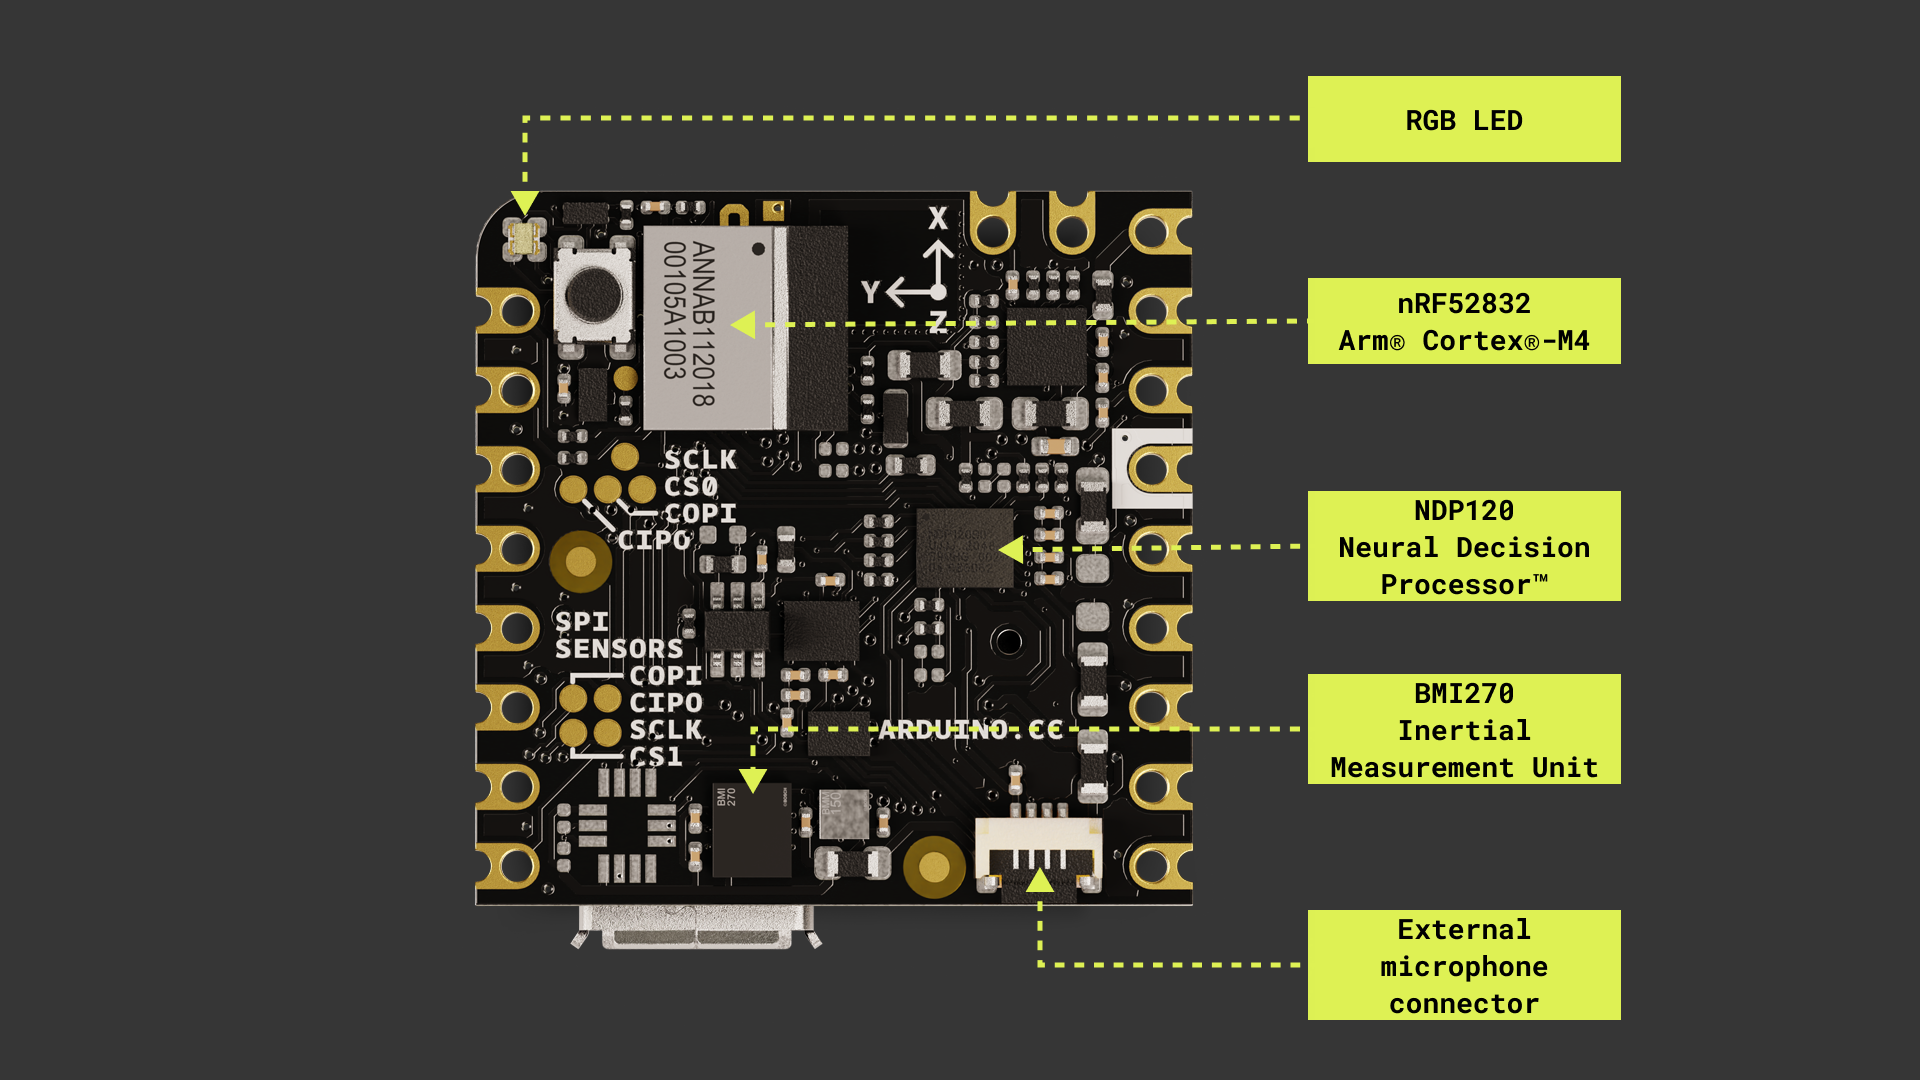 RGB LED
ANNAB112018
00105A1003
X
Y
Z
nRF52832
Arm® Cortex®-M4
SCLK
CS0
COPI
CIPO
NDP120
Neural Decision
Processor™
SPI
SENSORS
COPI
CIPO
SCLK
CS1
ARDUINO.CC
BMI270
Inertial
Measurement Unit
BMI
270
External
microphone
connector